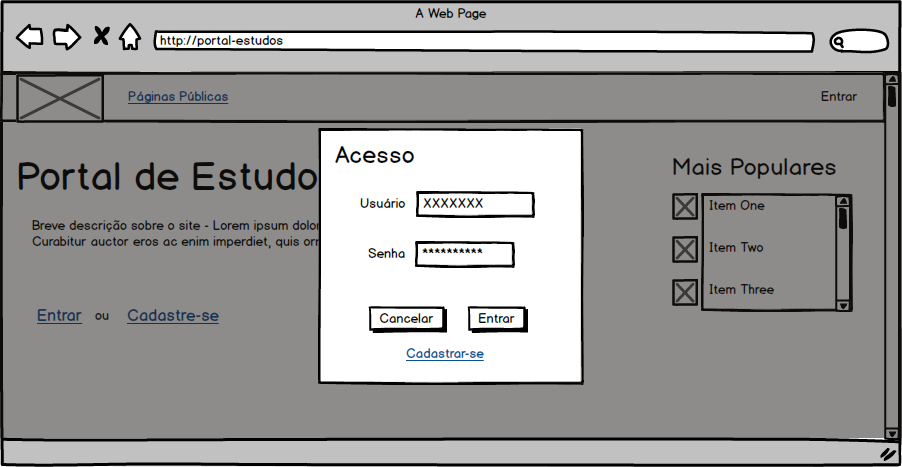 A Web Page
http://portal-estudos
Páginas Públicas
Entrar
Portal de Estudo
Breve descrição sobre o site - Lorem ipsum dolor
Curabitur auctor eros ac enim imperdiet, quis
Entrar ou Cadastre-se
Acesso
Usuário XXXXXXX
Senha **********
Cancelar Entrar
Cadastrar-se
Mais Populares
Item One
Item Two
Item Three